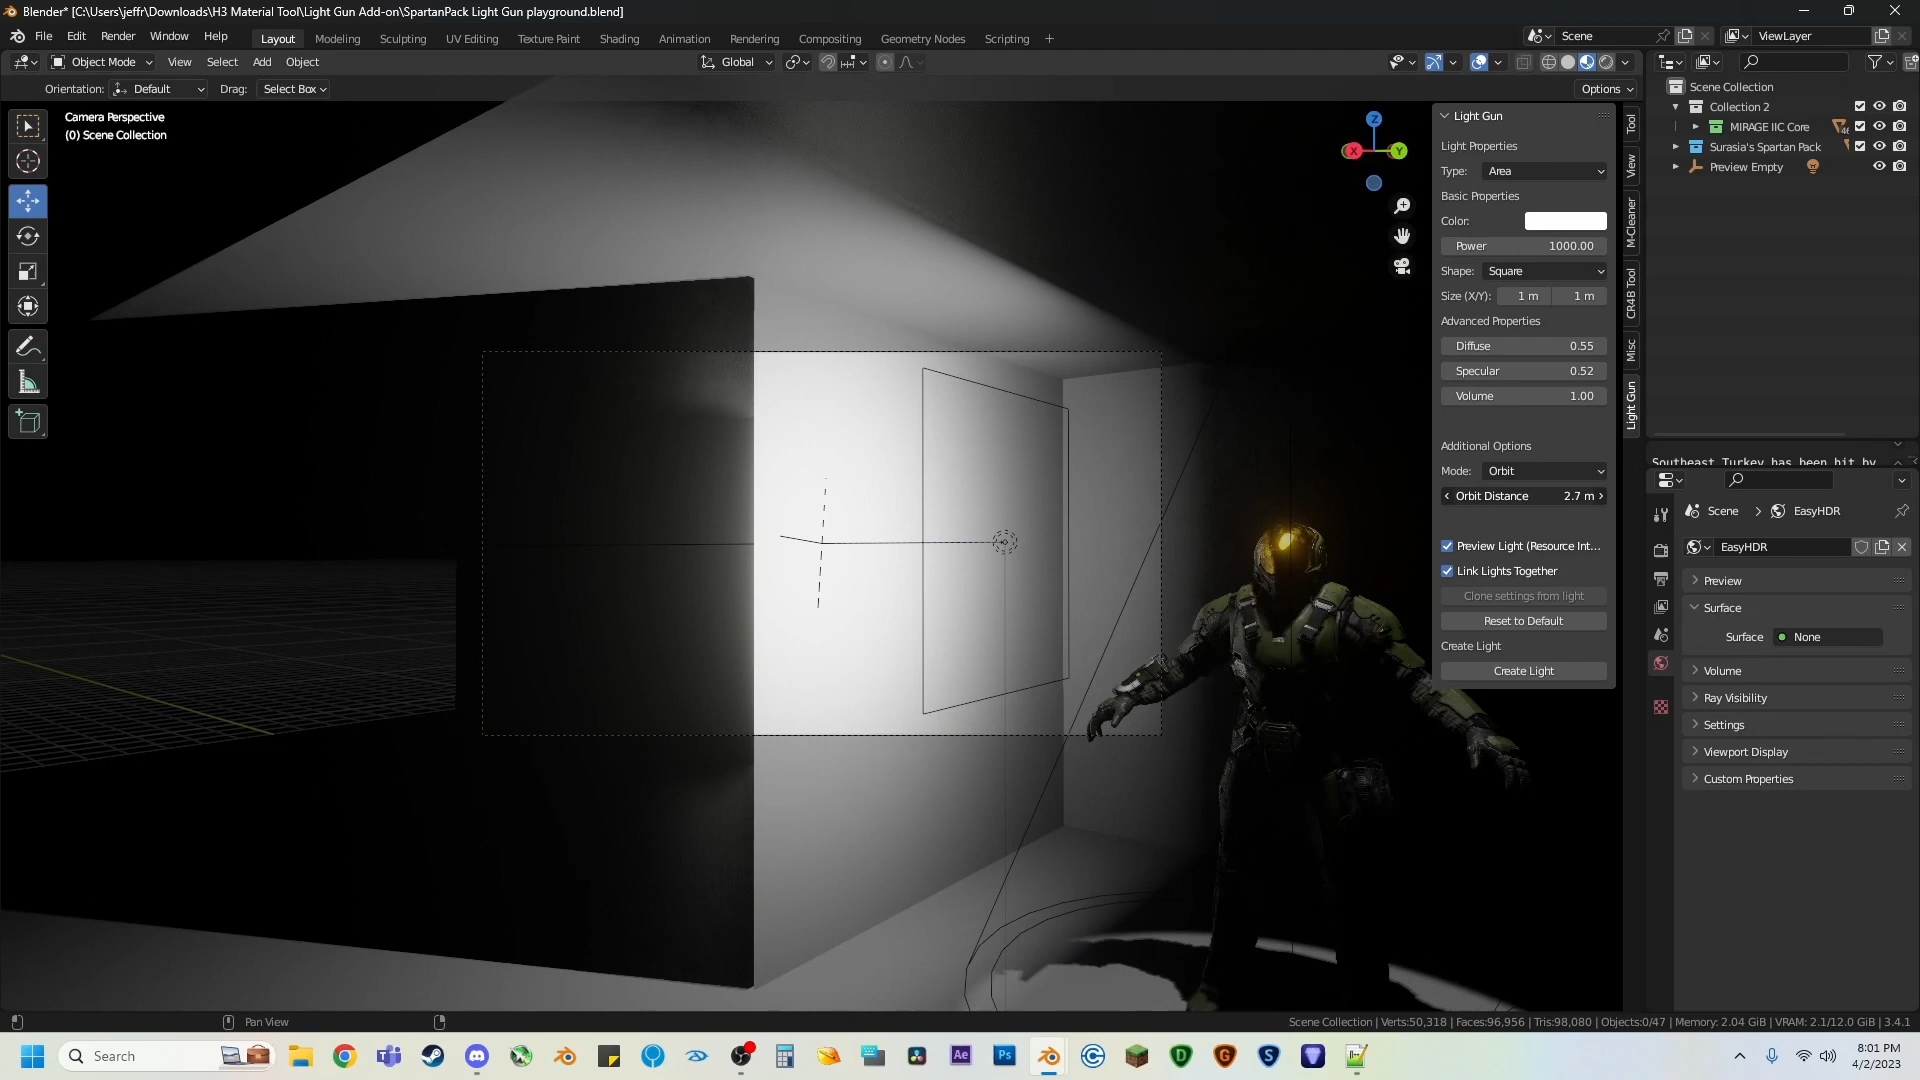 Blender* [C:\Users\jeffr\Downloads\H3 Material Tool\Light Gun Add-on\SpartanPack Light Gun playground.blend]
File Edit Render Window Help Layout Modeling Sculpting UV Editing Texture Paint Shading Animation Rendering Compositing Geometry Nodes Scripting + Scene ViewLayer
Object Mode View Select Add Object Global
Orientation: Default Drag: Select Box Options
Camera Perspective
(0) Scene Collection
X Y Z
Light Gun
Light Properties
Type: Area
Basic Properties
Color:
Power 1000.00
Shape: Square
Size (X/Y): 1 m 1 m
Advanced Properties
Diffuse 0.55
Specular 0.52
Volume 1.00
Additional Options
Mode: Orbit
Orbit Distance 2.7 m
Preview Light (Resource Int...
Link Lights Together
Clone settings from light
Reset to Default
Create Light
Create Light
Tool
View
M-Cleaner
CR4B Tool
Misc
Light Gun
Scene Collection
Collection 2
MIRAGE IIC Core
Surasia's Spartan Pack
Preview Empty
Southeast Turkey has been hit by
Scene > EasyHDR
EasyHDR
Preview
Surface
Surface None
Volume
Ray Visibility
Settings
Viewport Display
Custom Properties
Pan View
Scene Collection | Verts:50,318 | Faces:96,956 | Tris:98,080 | Objects:0/47 | Memory: 2.04 GiB | VRAM: 2.1/12.0 GiB | 3.4.1
Search
Ae
Ps
8:01 PM
4/2/2023